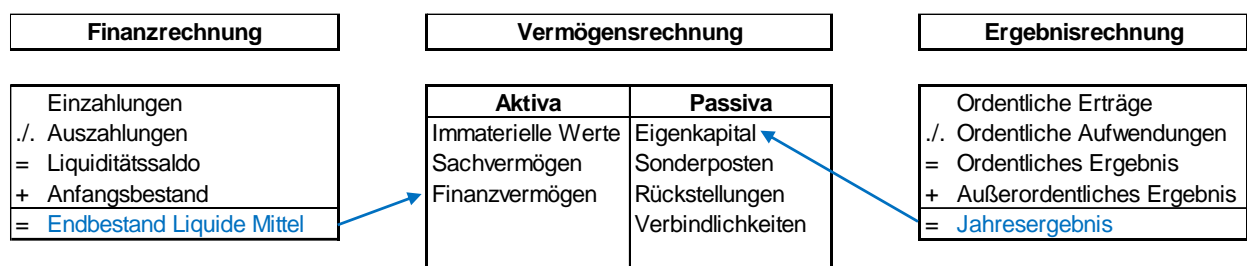 Finanzrechnung
Einzahlungen
./. Auszahlungen
= Liquiditätssaldo
+ Anfangsbestand
= Endbestand Liquide Mittel
Vermögensrechnung
Aktiva Passiva
Immaterielle Werte Eigenkapital
Sachvermögen Sonderposten
Finanzvermögen Rückstellungen
Verbindlichkeiten
Ergebnisrechnung
Ordentliche Erträge
./. Ordentliche Aufwendungen
= Ordentliches Ergebnis
+ Außerordentliches Ergebnis
= Jahresergebnis